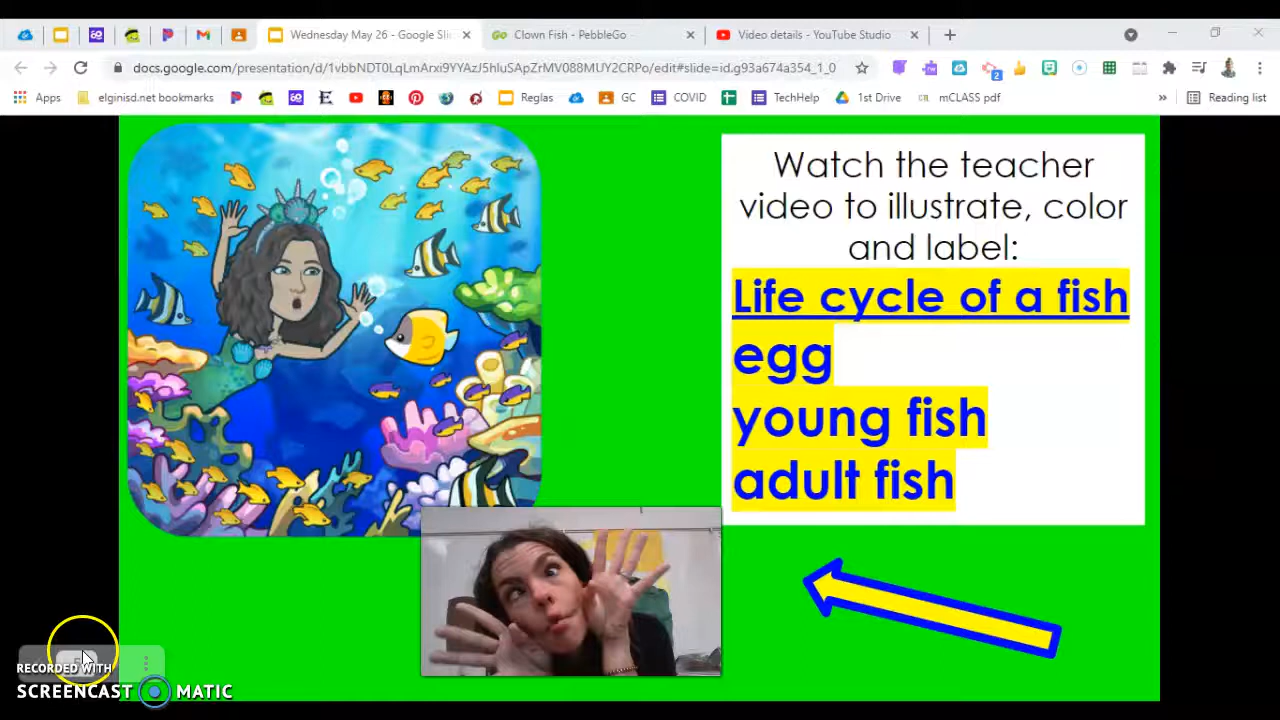 Wednesday May 26 - Google Sli
Clown Fish - PebbleGo
Video details - YouTube Studio
docs.google.com/presentation/d/1vbbNDT0LqLmArxi9YYAzJ5hIuSApZrMV088MUY2CRPo/edit#slide=id.g93a674a354_1_0
2
Apps
elginisd.net bookmarks
Reglas
GC
COVID
TechHelp
1st Drive
mCLASS pdf
»
Reading list
Watch the teacher
video to illustrate, color
and label:
Life cycle of a fish
egg
young fish
adult fish
RECORDED WITH
SCREENCAST MATIC